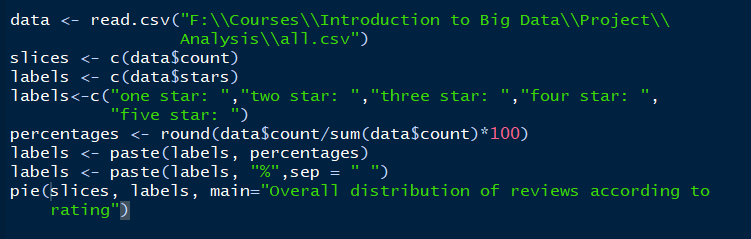 data <- read.csv("F:\\Courses\\Introduction to Big Data\\Project\\
Analysis\\all.csv")
slices <- c(data$count)
labels <- c(data$stars)
labels<-c("one star: ","two star: ","three star: ","four star: ",
"five star: ")
percentages <- round(data$count/sum(data$count)*100)
labels <- paste(labels, percentages)
labels <- paste(labels, "%",sep = " ")
pie(slices, labels, main="Overall distribution of reviews according to
rating")